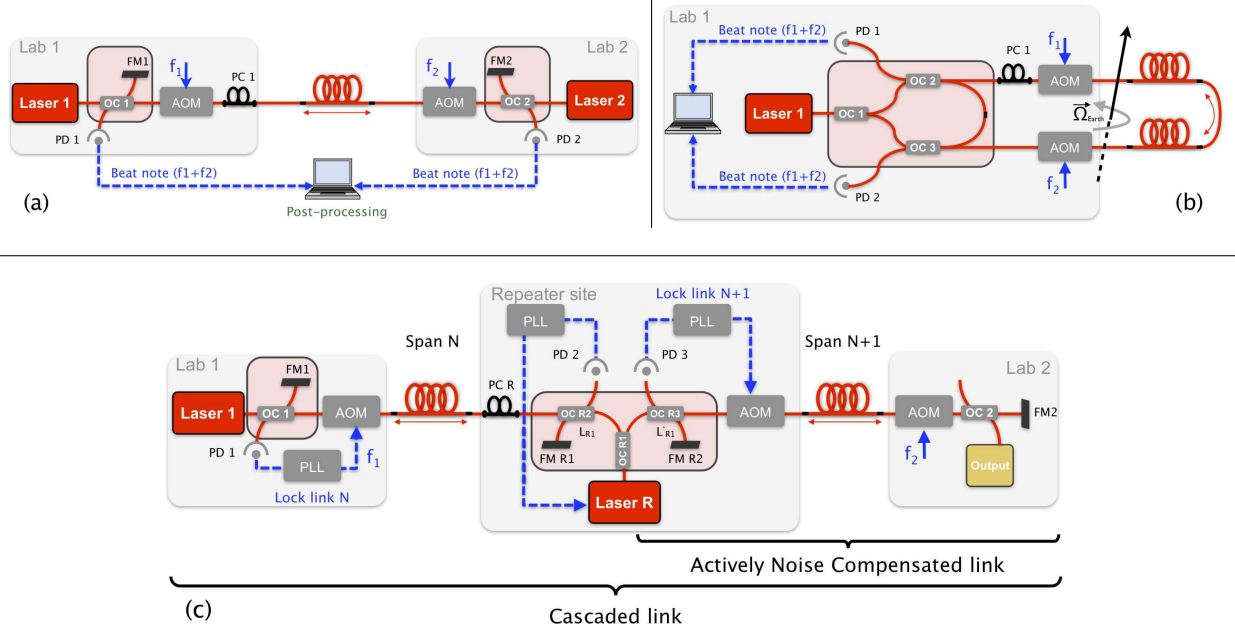 Lab 1
FM1
f1
PC 1
Laser 1
OC 1
AOM
PD 1
Beat note (f1+f2)
Lab 2
f2
FM2
AOM
OC 2
Laser 2
PD 2
Beat note (f1+f2)
Post-processing
(a)
Lab 1
Beat note (f1+f2)
PD 1
OC 2
PC 1
f1
AOM
Laser 1
OC 1
ΩEarth
OC 3
AOM
Beat note (f1+f2)
PD 2
f2
(b)
Lab 1
FM1
Laser 1
OC 1
AOM
PD 1
PLL
f1
Lock link N
Span N
PC R
Repeater site
PLL
PD 2
Lock link N+1
PLL
PD 3
OC R2
OC R3
AOM
LR1
L'R1
FM R1
OC R1
FM R2
Laser R
Span N+1
Lab 2
AOM
OC 2
FM2
f2
Output
Actively Noise Compensated link
(c)
Cascaded link